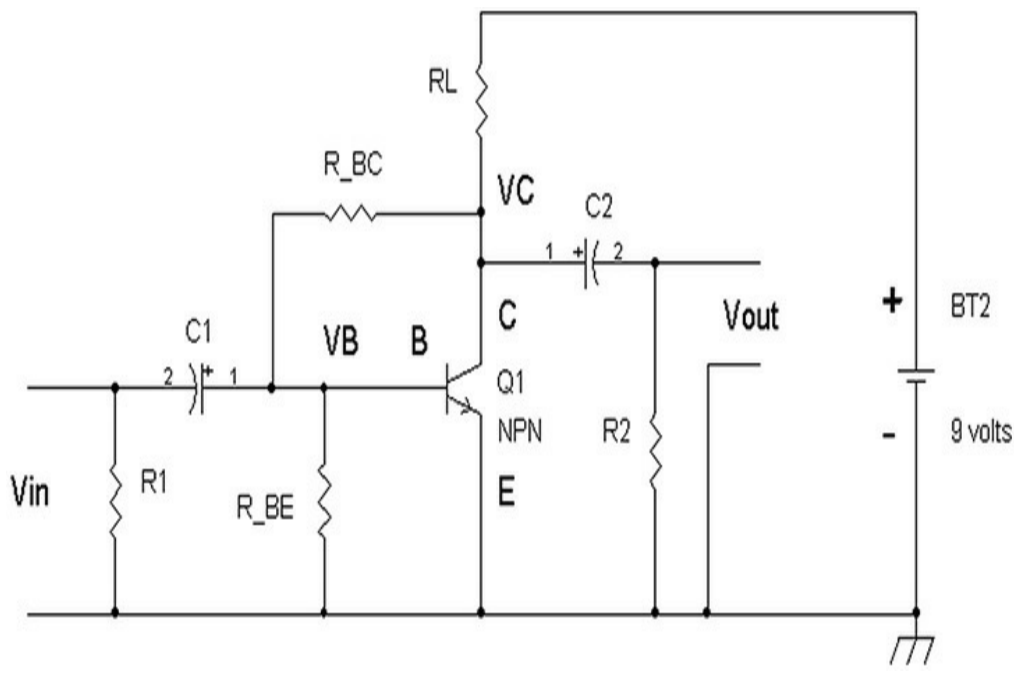 RL
R_BC
VC
C2
1 + 2
C
Vout
+
BT2
C1
VB
B
2 + 1
Q1
NPN
R2
-
9 volts
Vin
R1
R_BE
E